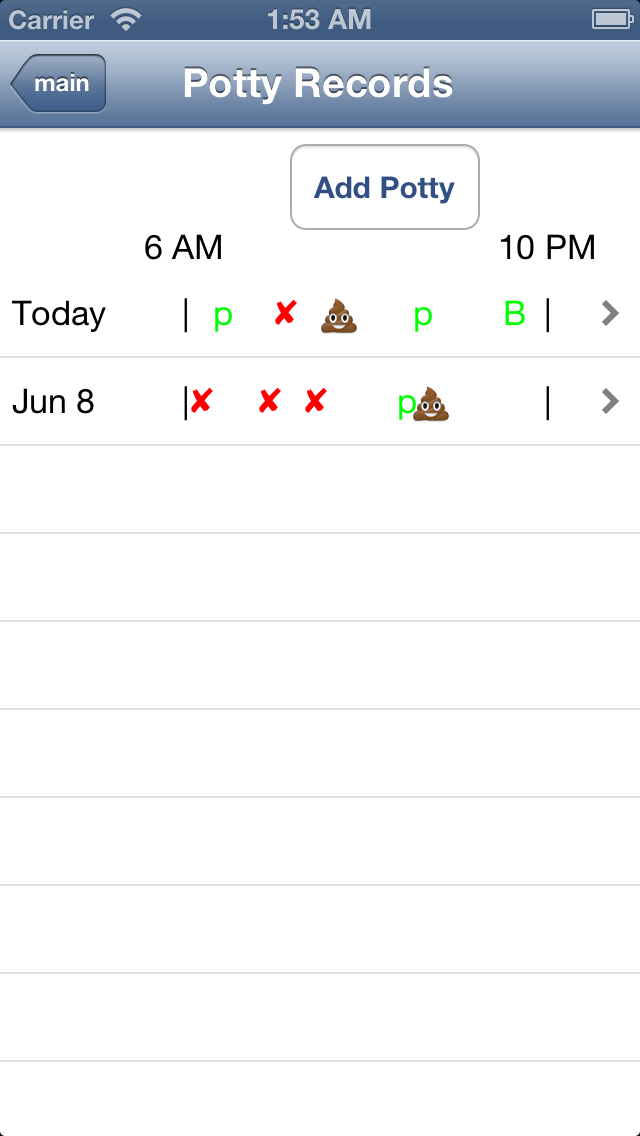 Carrier 1:53 AM
main Potty Records
Add Potty
6 AM 10 PM
Today | p ✘ 💩 p B |
Jun 8 |✘ ✘ ✘ p💩 |